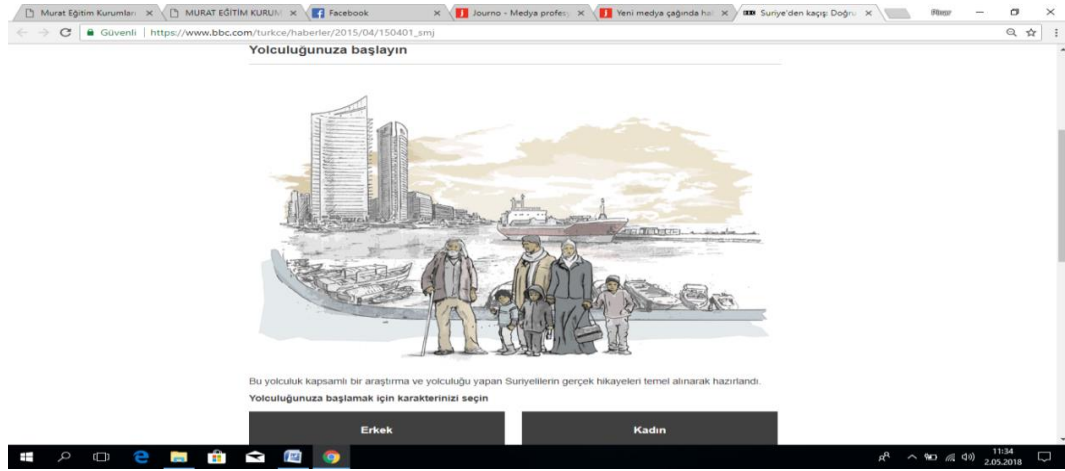 Murat Eğitim Kurumları
MURAT EĞİTİM KURUM
Facebook
Journo - Medya profes
Yeni medya çağında ha
Suriye'den kaçış: Doğru
Güvenli | https://www.bbc.com/turkce/haberler/2015/04/150401_smj
Yolculuğunuza başlayın
Bu yolculuk kapsamlı bir araştırma ve yolculuğu yapan Suriyelilerin gerçek hikayeleri temel alınarak hazırlandı.
Yolculuğunuza başlamak için karakterinizi seçin
Erkek
Kadın
11:34
2.05.2018